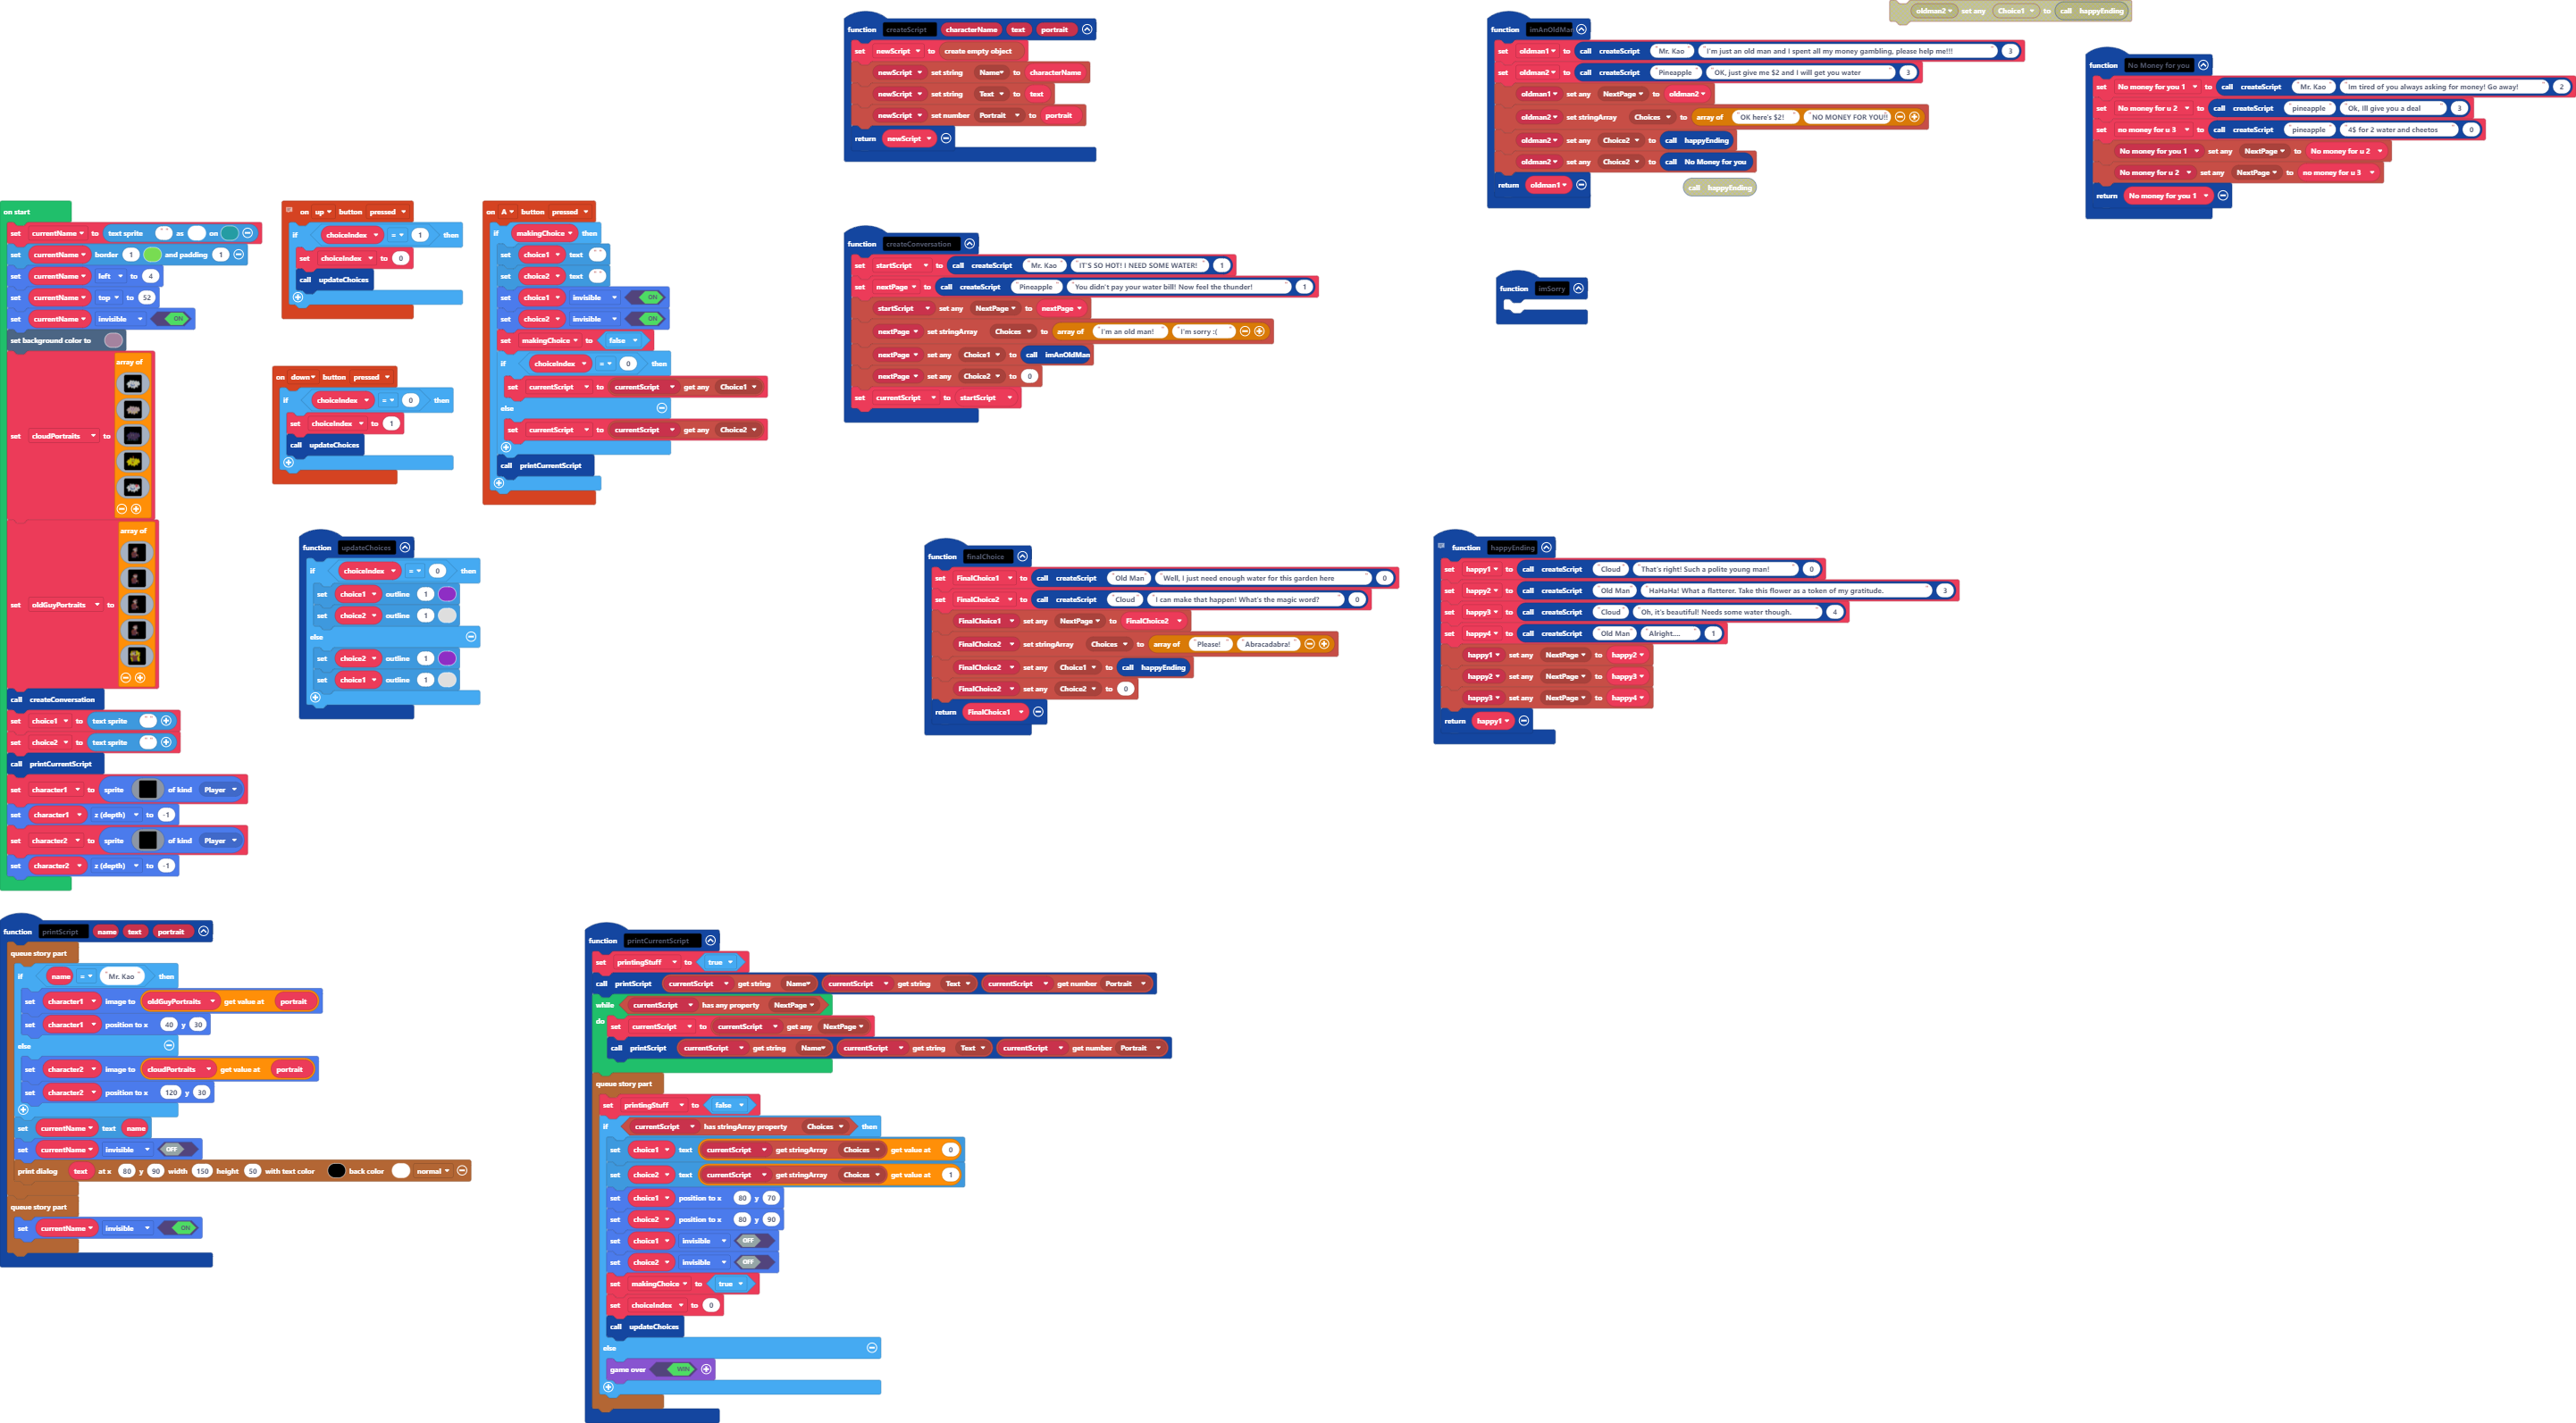 function createScript characterName text portrait
set newScript to create empty object
newScript set string Name to characterName
newScript set string Text to text
newScript set number Portrait to portrait
return newScript
function imAnOldMan
set oldman1 to call createScript "Mr. Kao" "I'm just an old man and I spent all my money gambling, please help me!!!" 3
set oldman2 to call createScript "Pineapple" "OK, just give me $2 and I will get you water" 3
oldman1 set any NextPage to oldman2
oldman2 set stringArray Choices to array of "OK here's $2!" "NO MONEY FOR YOU!!"
oldman2 set any Choice2 to call happyEnding
oldman2 set any Choice2 to call No Money for you
return oldman1
call happyEnding
oldman2 set any Choice1 to call happyEnding
function No Money for you
set No money for you 1 to call createScript "Mr. Kao" "Im tired of you always asking for money! Go away!" 2
set No money for u 2 to call createScript "pineapple" "Ok, Ill give you a deal" 3
set no money for u 3 to call createScript "pineapple" "4$ for 2 water and cheetos" 0
No money for you 1 set any NextPage to No money for u 2
No money for u 2 set any NextPage to no money for u 3
return No money for you 1
on start
set currentName to text sprite " " as on
set currentName border 1 and padding 1
set currentName left to 4
set currentName top to 52
set currentName invisible ON
set background color to
set cloudPortraits to array of
set oldGuyPortraits to array of
call createConversation
set choice1 to text sprite " "
set choice2 to text sprite " "
call printCurrentScript
set character1 to sprite of kind Player
set character1 z (depth) to -1
set character2 to sprite of kind Player
set character2 z (depth) to -1
on up button pressed
if choiceIndex = 1 then
set choiceIndex to 0
call updateChoices
on down button pressed
if choiceIndex = 0 then
set choiceIndex to 1
call updateChoices
on A button pressed
if makingChoice then
set choice1 text " "
set choice2 text " "
set choice1 invisible ON
set choice2 invisible ON
set makingChoice to false
if choiceIndex = 0 then
set currentScript to currentScript get any Choice1
else
set currentScript to currentScript get any Choice2
call printCurrentScript
function createConversation
set startScript to call createScript "Mr. Kao" "IT'S SO HOT! I NEED SOME WATER!" 1
set nextPage to call createScript "Pineapple" "You didn't pay your water bill! Now feel the thunder!" 1
startScript set any NextPage to nextPage
nextPage set stringArray Choices to array of "I'm an old man!" "I'm sorry :("
nextPage set any Choice1 to call imAnOldMan
nextPage set any Choice2 to 0
set currentScript to startScript
function imSorry
function updateChoices
if choiceIndex = 0 then
set choice1 outline 1
set choice2 outline 1
else
set choice2 outline 1
set choice1 outline 1
function finalChoice
set FinalChoice1 to call createScript "Old Man" "Well, I just need enough water for this garden here" 0
set FinalChoice2 to call createScript "Cloud" "I can make that happen! What's the magic word?" 0
FinalChoice1 set any NextPage to FinalChoice2
FinalChoice2 set stringArray Choices to array of "Please!" "Abracadabra!"
FinalChoice2 set any Choice1 to call happyEnding
FinalChoice2 set any Choice2 to 0
return FinalChoice1
function happyEnding
set happy1 to call createScript "Cloud" "That's right! Such a polite young man!" 0
set happy2 to call createScript "Old Man" "HaHaHa! What a flatterer. Take this flower as a token of my gratitude." 3
set happy3 to call createScript "Cloud" "Oh, it's beautiful! Needs some water though." 4
set happy4 to call createScript "Old Man" "Alright...." 1
happy1 set any NextPage to happy2
happy2 set any NextPage to happy3
happy3 set any NextPage to happy4
return happy1
function printScript name text portrait
queue story part
if name = "Mr. Kao" then
set character1 image to oldGuyPortraits get value at portrait
set character1 position to x 40 y 30
else
set character2 image to cloudPortraits get value at portrait
set character2 position to x 120 y 30
set currentName text name
set currentName invisible OFF
print dialog text at x 80 y 90 width 150 height 50 with text color back color normal
queue story part
set currentName invisible ON
function printCurrentScript
set printingStuff to true
call printScript currentScript get string Name currentScript get string Text currentScript get number Portrait
while currentScript has any property NextPage
do set currentScript to currentScript get any NextPage
call printScript currentScript get string Name currentScript get string Text currentScript get number Portrait
queue story part
set printingStuff to false
if currentScript has stringArray property Choices then
set choice1 text currentScript get stringArray Choices get value at 0
set choice2 text currentScript get stringArray Choices get value at 1
set choice1 position to x 80 y 70
set choice2 position to x 80 y 90
set choice1 invisible OFF
set choice2 invisible OFF
set makingChoice to true
set choiceIndex to 0
call updateChoices
else
game over WIN